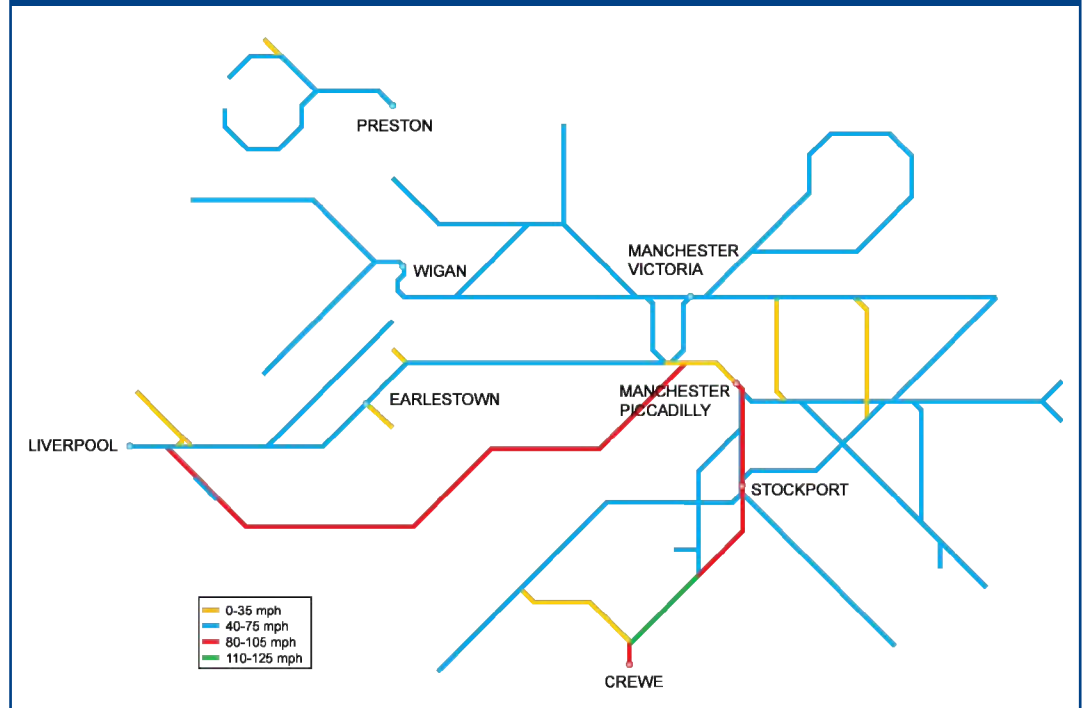 PRESTON
MANCHESTER
VICTORIA
WIGAN
MANCHESTER
PICCADILLY
EARLESTOWN
LIVERPOOL
STOCKPORT
0-35 mph
40-75 mph
80-105 mph
110-125 mph
CREWE